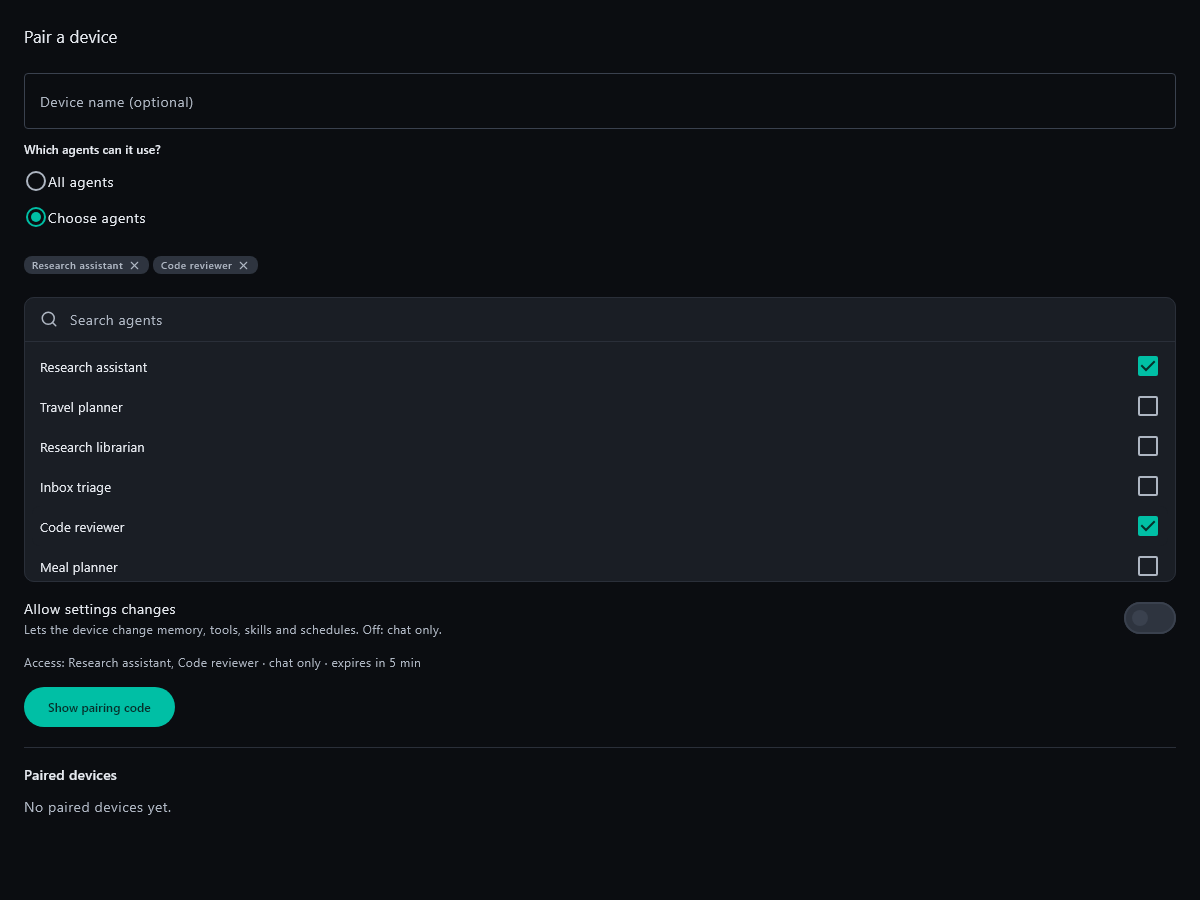 Pair a device
Device name (optional)
Which agents can it use?
All agents
Choose agents
Research assistant
Code reviewer
Search agents
Research assistant
Travel planner
Research librarian
Inbox triage
Code reviewer
Meal planner
Allow settings changes
Lets the device change memory, tools, skills and schedules. Off: chat only.
Access: Research assistant, Code reviewer · chat only · expires in 5 min
Show pairing code
Paired devices
No paired devices yet.